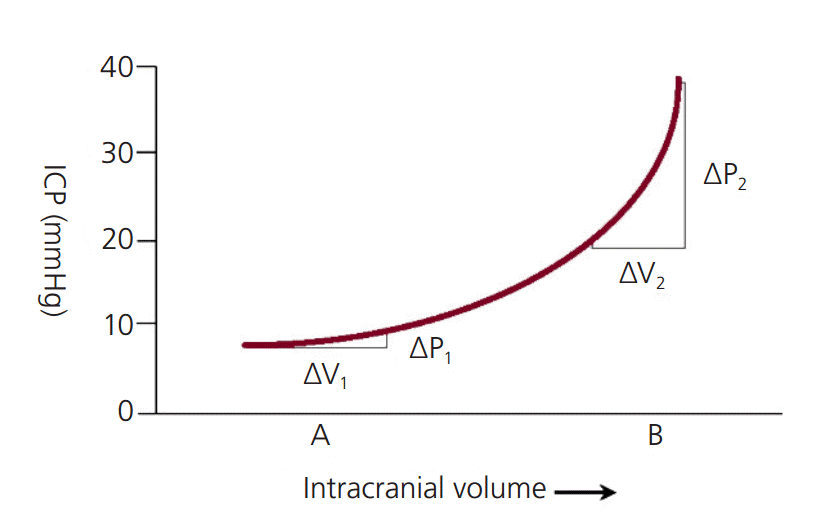 40
30
20
10
0
ICP (mmHg)
ΔP₂
ΔV₂
ΔP₁
ΔV₁
A B
Intracranial volume